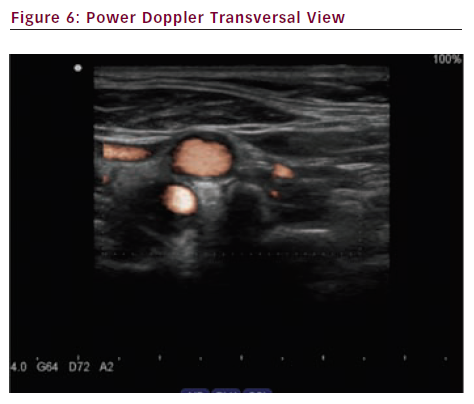 Figure 6: Power Doppler Transversal View
100%
4.0 G64 D72 A2